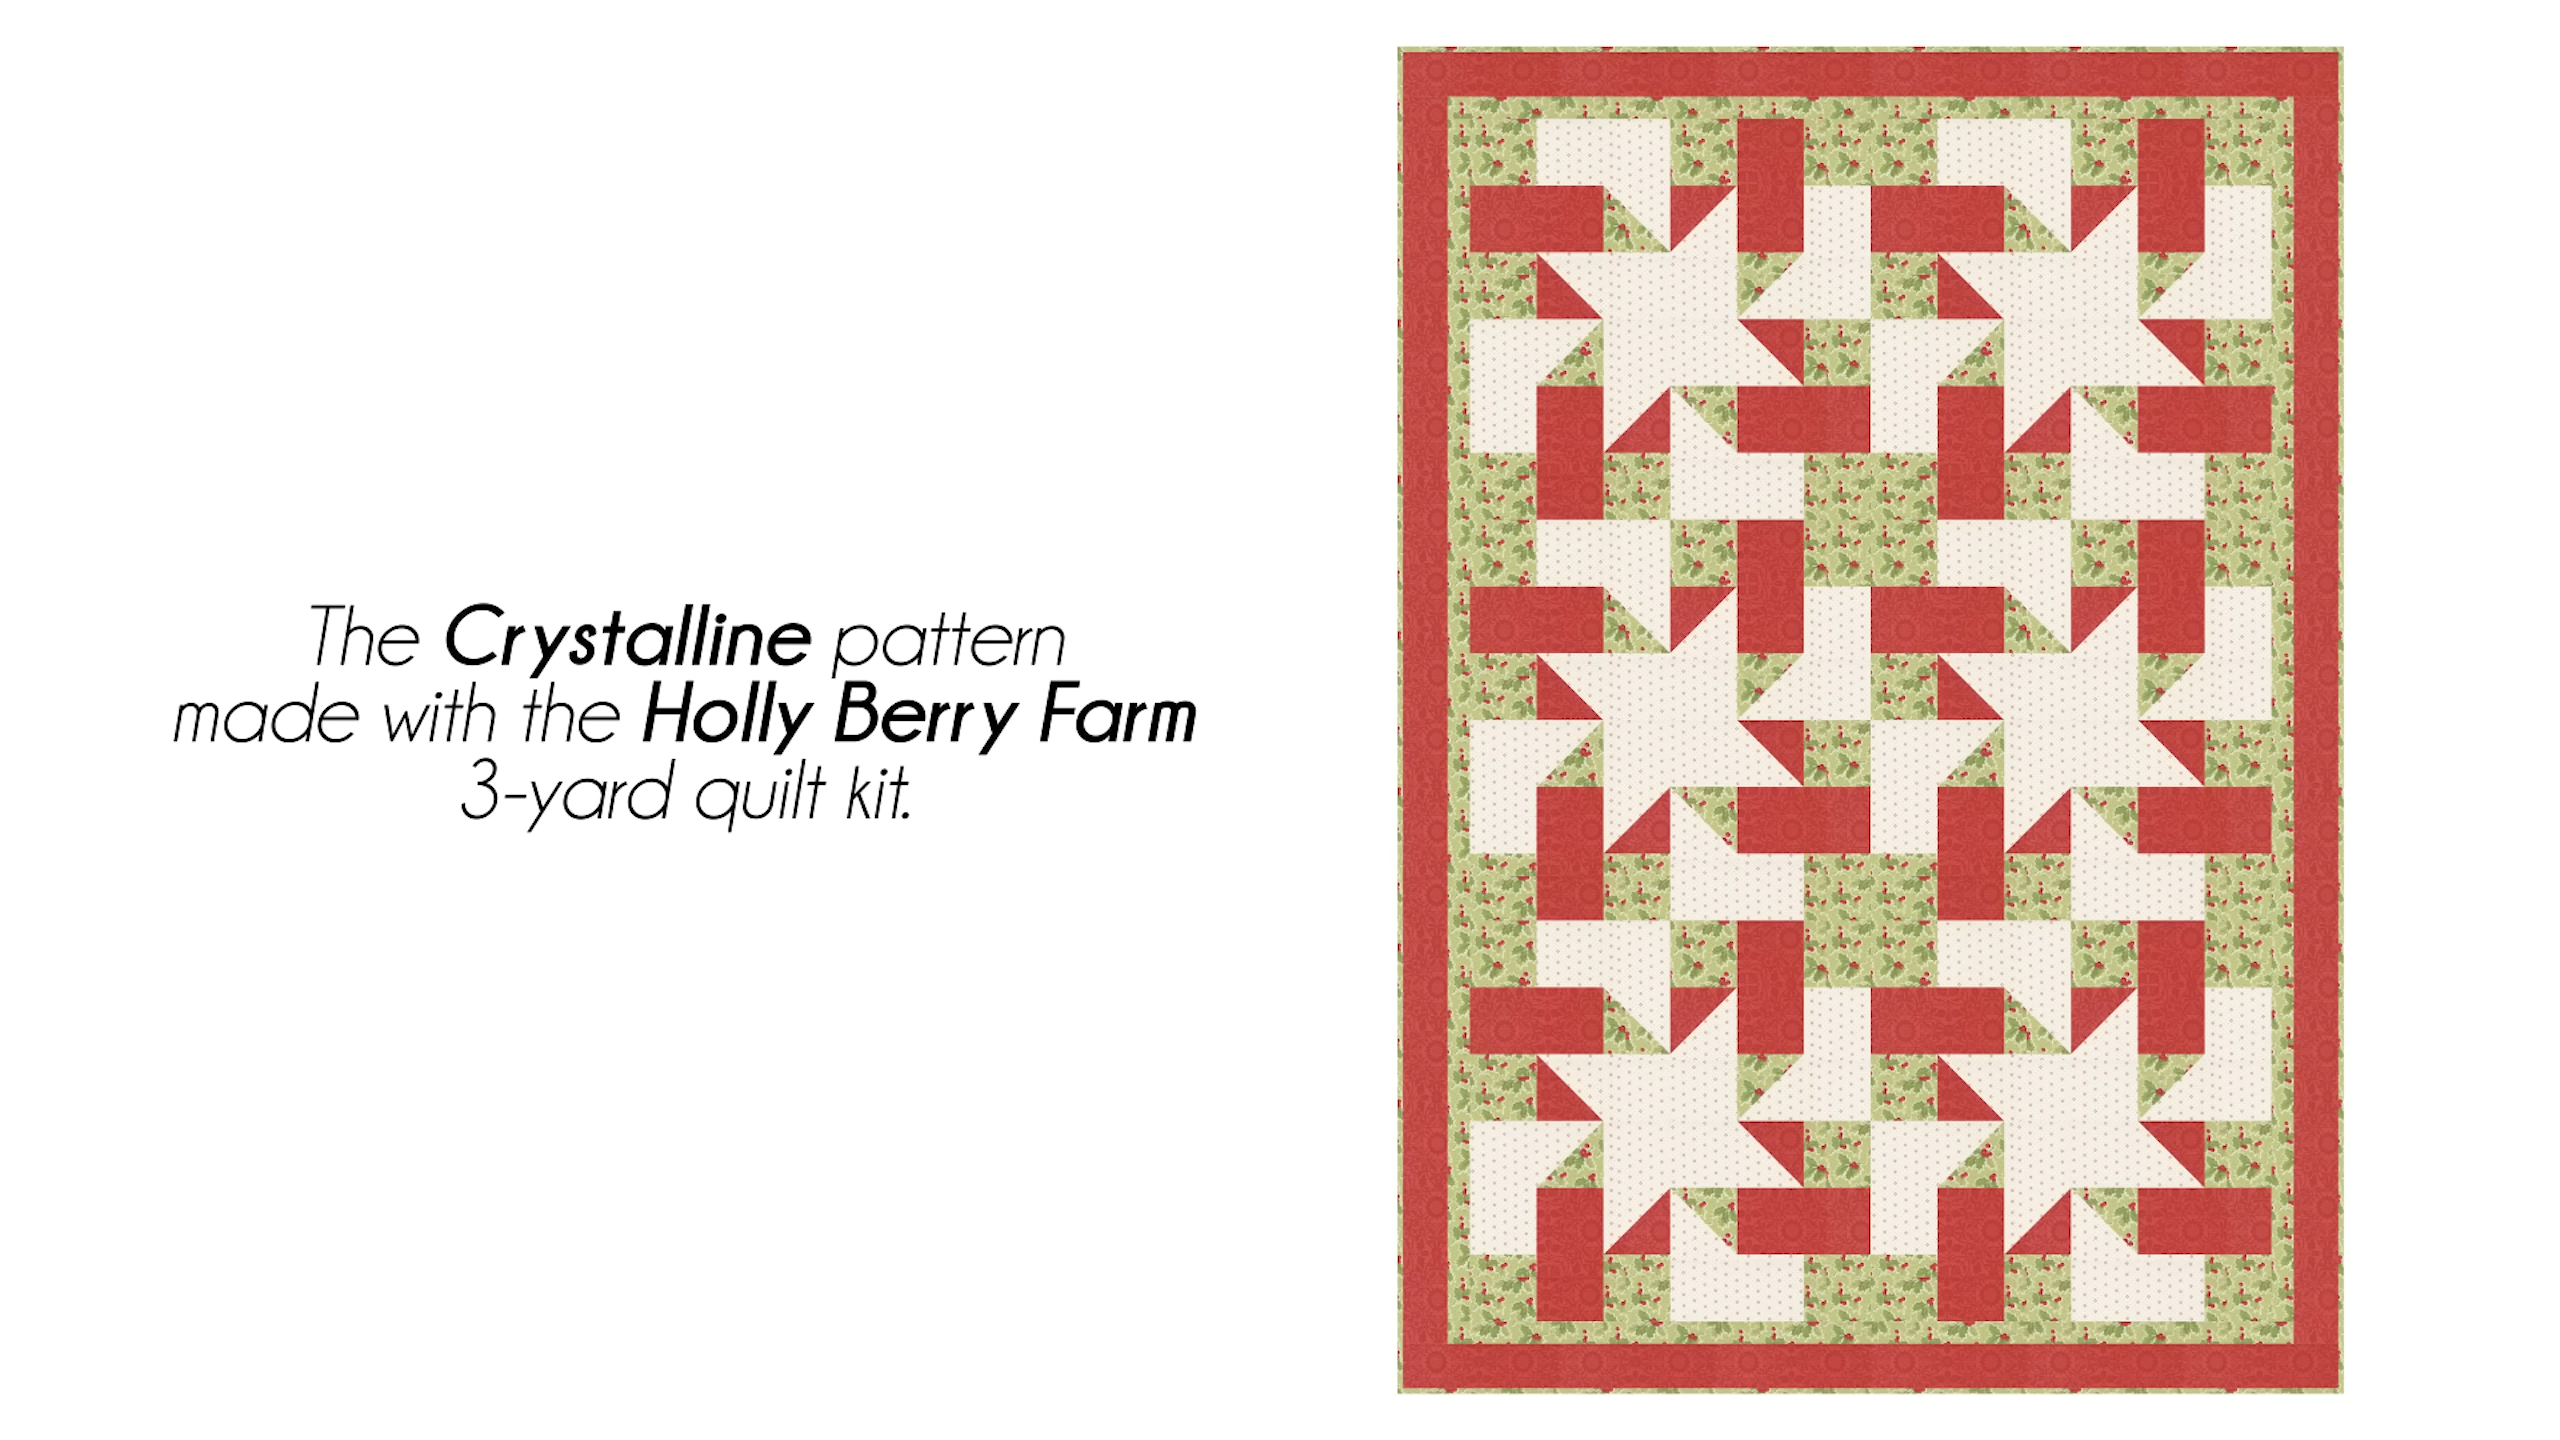 The Crystalline pattern
made with the Holly Berry Farm
3-yard quilt kit.